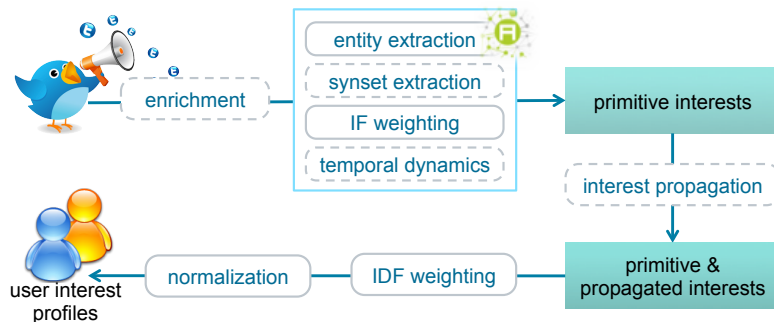 entity extraction
enrichment
synset extraction
IF weighting
temporal dynamics
primitive interests
interest propagation
primitive &
propagated interests
IDF weighting
normalization
user interest
profiles